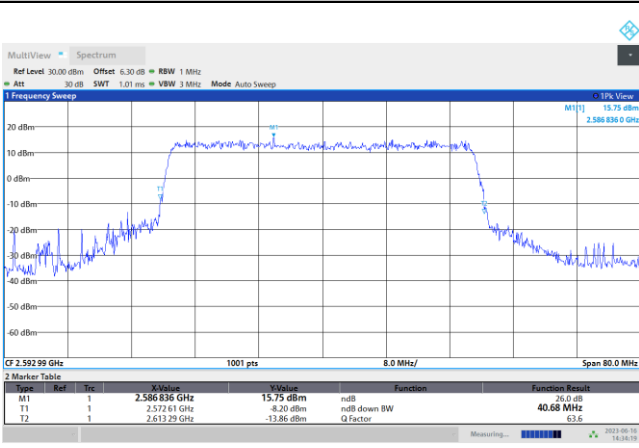 MultiView Spectrum
Ref Level 30.00 dBm Offset 6.30 dB RBW 1 MHz
Att 30 dB SWT 1.01 ms VBW 3 MHz Mode Auto Sweep
1 Frequency Sweep 1Pk View
M1[1] 15.75 dBm
2.586 836 0 GHz
20 dBm
M1
10 dBm
0 dBm
T1
-10 dBm
T2
-20 dBm
-30 dBm
-40 dBm
-50 dBm
-60 dBm
CF 2.592 99 GHz 1001 pts 8.0 MHz/ Span 80.0 MHz
2 Marker Table
Type Ref Trc X-Value Y-Value Function Function Result
M1 1 2.586 836 GHz 15.75 dBm ndB 26.0 dB
T1 1 2.572 61 GHz -8.20 dBm ndB down BW 40.68 MHz
T2 1 2.613 29 GHz -13.86 dBm Q Factor 63.6
Measuring... 2023-06-16
14:34:19